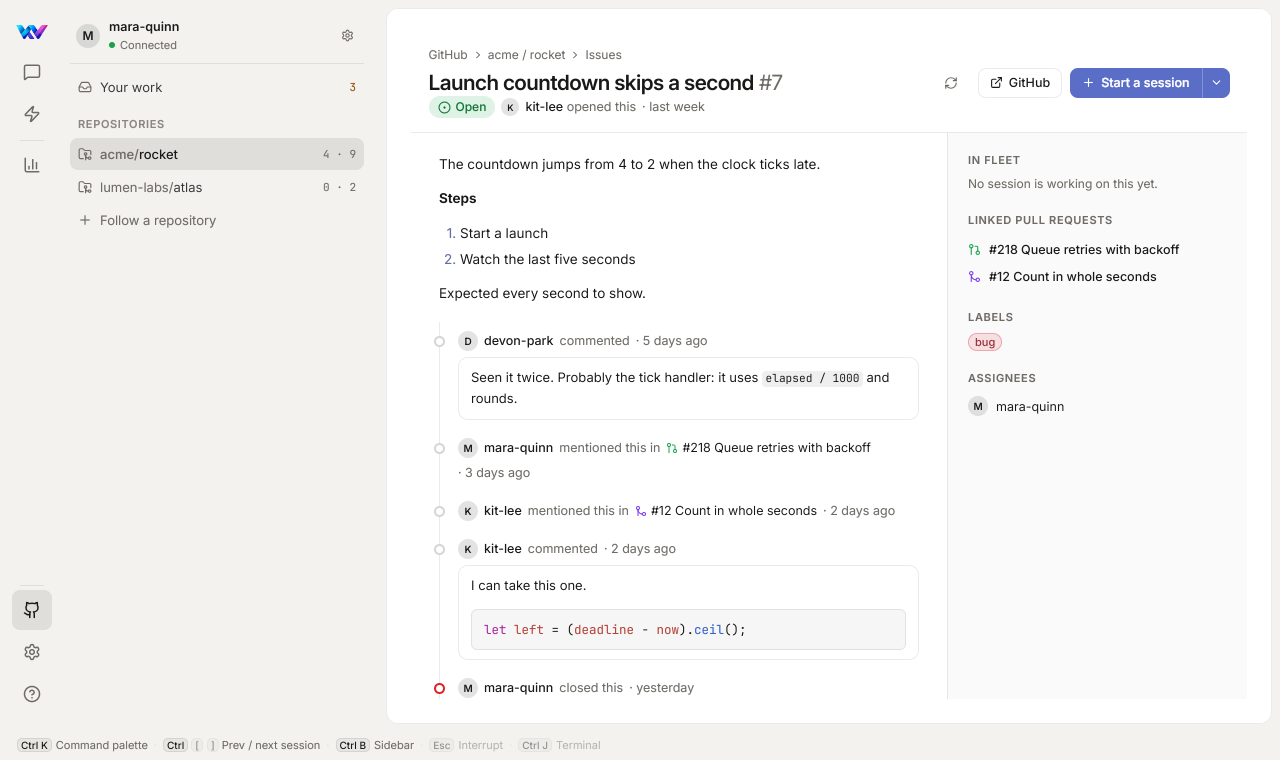 M mara-quinn
Connected
Your work 3
REPOSITORIES
acme/rocket 4 · 9
lumen-labs/atlas 0 · 2
Follow a repository
GitHub > acme / rocket > Issues
Launch countdown skips a second #7
GitHub
Start a session
Open K kit-lee opened this · last week
The countdown jumps from 4 to 2 when the clock ticks late.
Steps
1. Start a launch
2. Watch the last five seconds
Expected every second to show.
D devon-park commented · 5 days ago
Seen it twice. Probably the tick handler: it uses elapsed / 1000 and
rounds.
M mara-quinn mentioned this in #218 Queue retries with backoff
· 3 days ago
K kit-lee mentioned this in #12 Count in whole seconds · 2 days ago
K kit-lee commented · 2 days ago
I can take this one.
let left = (deadline - now).ceil();
M mara-quinn closed this · yesterday
IN FLEET
No session is working on this yet.
LINKED PULL REQUESTS
#218 Queue retries with backoff
#12 Count in whole seconds
LABELS
bug
ASSIGNEES
M mara-quinn
Ctrl K Command palette · Ctrl [ ] Prev / next session · Ctrl B Sidebar · Esc Interrupt · Ctrl J Terminal